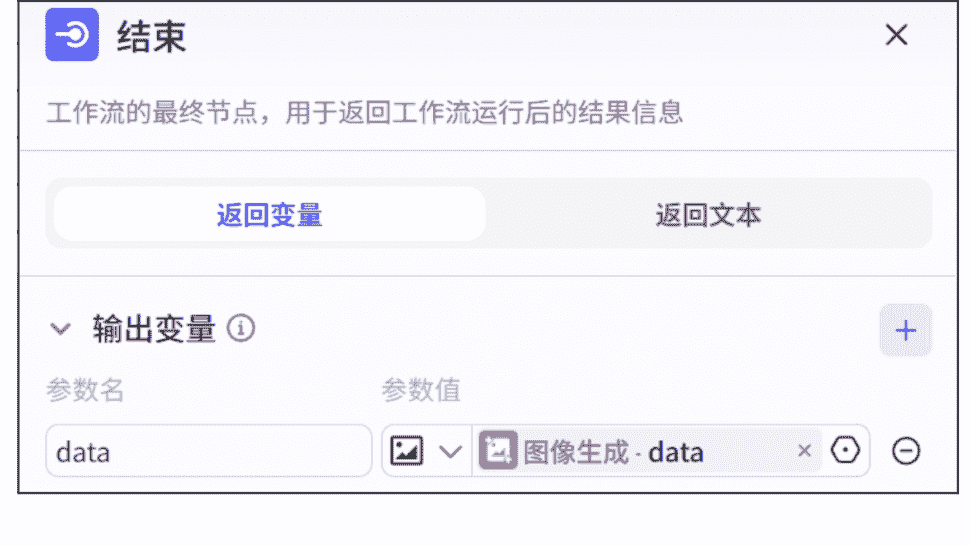 结束
工作流的最终节点，用于返回工作流运行后的结果信息
返回变量 返回文本
输出变量
参数名 参数值
data 图像生成 · data